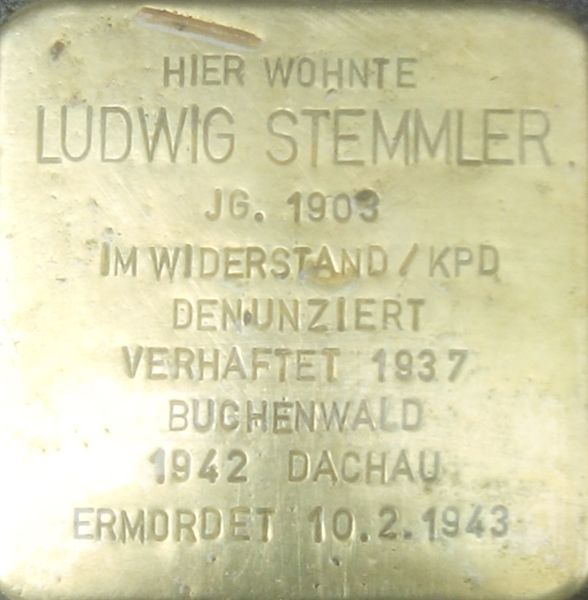 HIER WOHNTE
LUDWIG STEMMLER
JG. 1903
IM WIDERSTAND / KPD
DENUNZIERT
VERHAFTET 1937
BUCHENWALD
1942 DACHAU
ERMORDET 10.2.1943